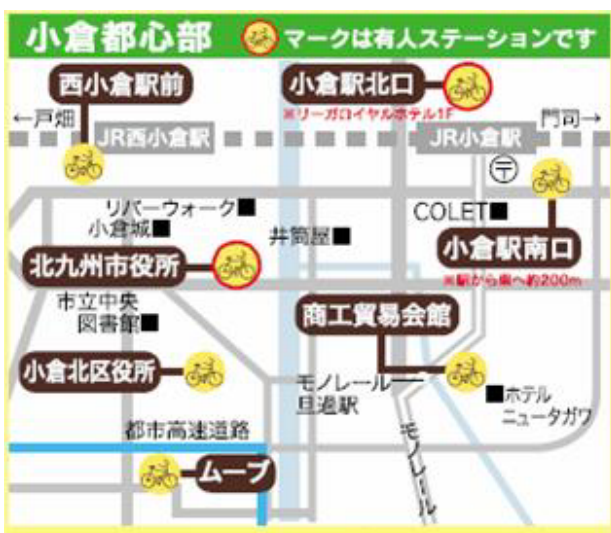 小倉都心部
マークは有人ステーションです
西小倉駅前
小倉駅北口
※リーガロイヤルホテル1F
←戸畑
門司→
JR西小倉駅
JR小倉駅
〒
リバーウォーク■
小倉城■
井筒屋■
COLET■
小倉駅南口
※駅から東へ約200m
北九州市役所
市立中央
図書館■
商工貿易会館
小倉北区役所
モノレール
旦過駅
■ホテル
ニュータガワ
都市高速道路
モノレール
ムーブ